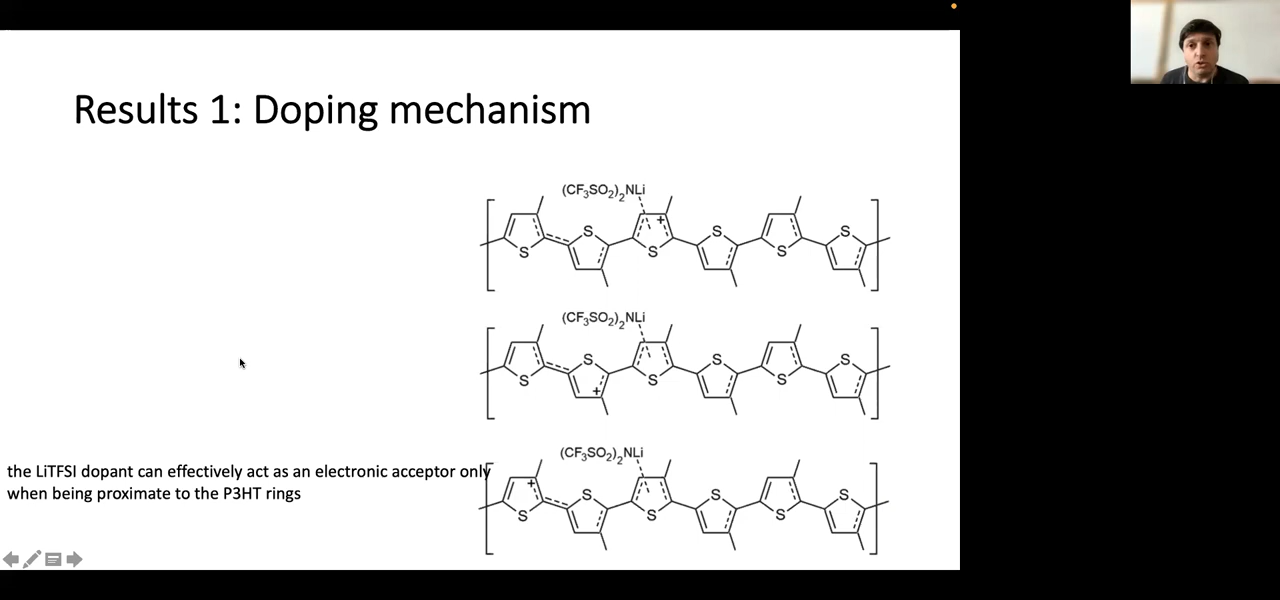 Results 1: Doping mechanism
(CF₃SO₂)₂NLi
+
S S S S S S
(CF₃SO₂)₂NLi
+
S S S S S S
the LiTFSI dopant can effectively act as an electronic acceptor only
when being proximate to the P3HT rings
(CF₃SO₂)₂NLi
+
S S S S S S